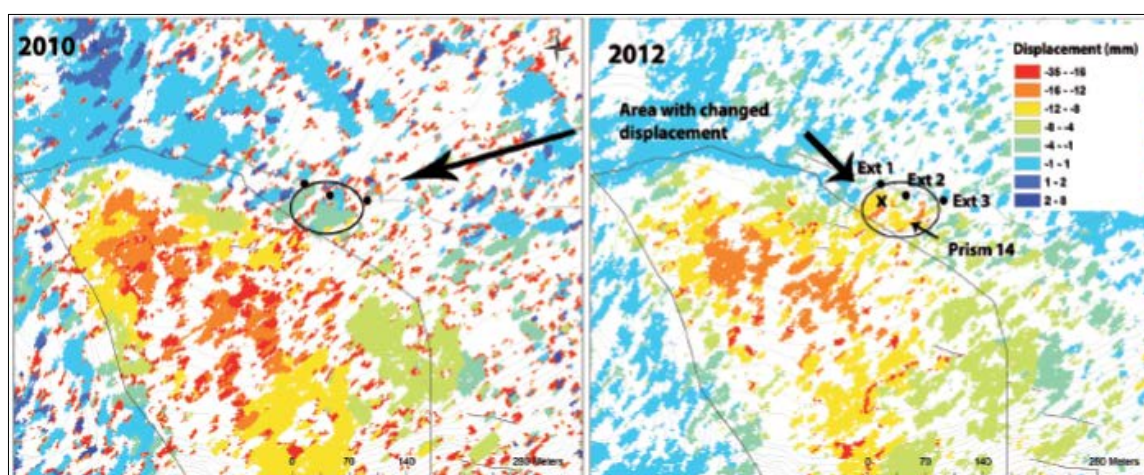 2010
0
70
140
280 Meters
2012
Area with changed
displacement
Ext 1
Ext 2
Ext 3
X
Prism 14
Displacement (mm)
-35 - -16
-16 - -12
-12 - -8
-8 - -4
-4 - -1
-1 - 1
1 - 2
2 - 8
0
70
140
280 Meters